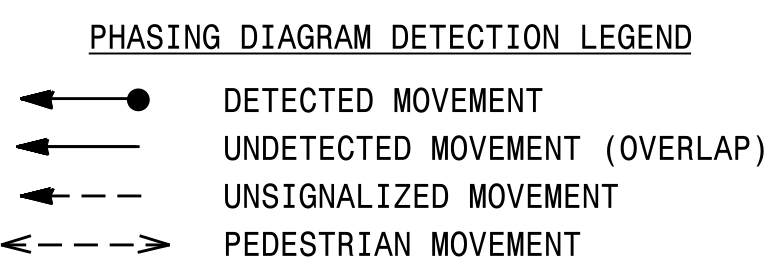 PHASING DIAGRAM DETECTION LEGEND
DETECTED MOVEMENT
UNDETECTED MOVEMENT (OVERLAP)
UNSIGNALIZED MOVEMENT
PEDESTRIAN MOVEMENT